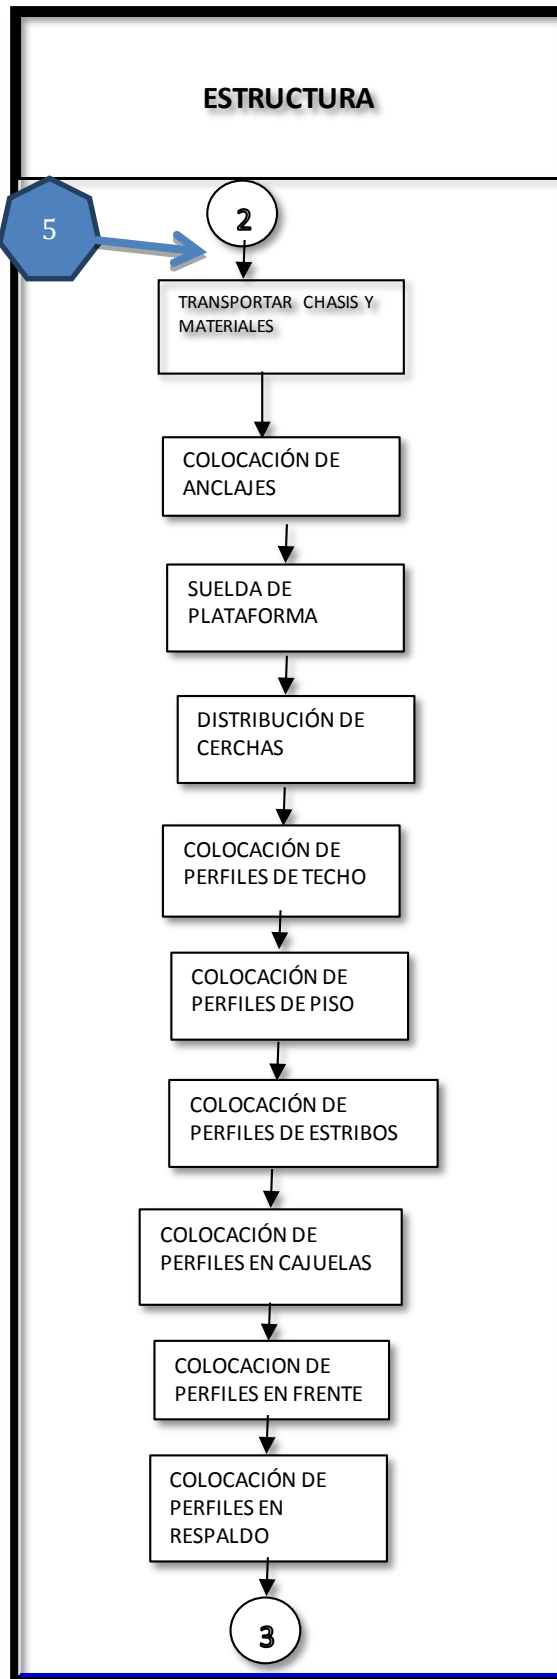 ESTRUCTURA
5
2
TRANSPORTAR CHASIS Y
MATERIALES
COLOCACIÓN DE
ANCLAJES
SUELDA DE
PLATAFORMA
DISTRIBUCIÓN DE
CERCHAS
COLOCACIÓN DE
PERFILES DE TECHO
COLOCACIÓN DE
PERFILES DE PISO
COLOCACIÓN DE
PERFILES DE ESTRIBOS
COLOCACIÓN DE
PERFILES EN CAJUELAS
COLOCACION DE
PERFILES EN FRENTE
COLOCACIÓN DE
PERFILES EN
RESPALDO
3